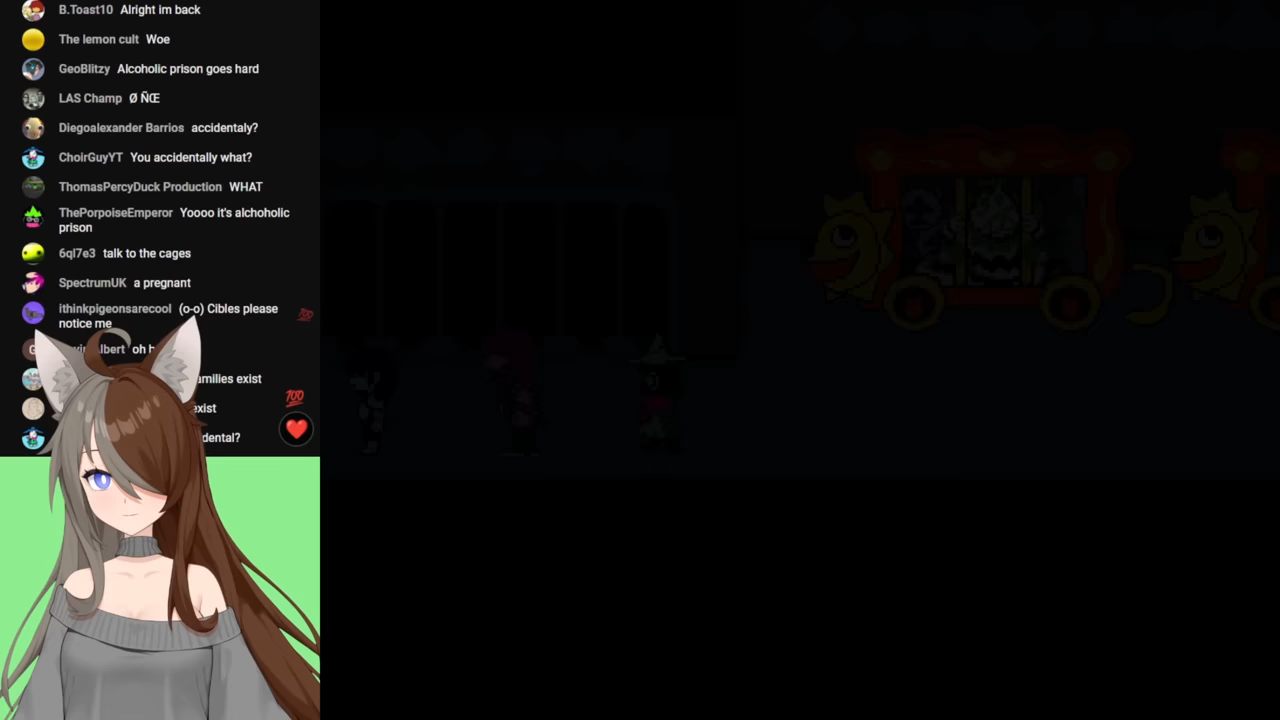 B.Toast10 Alright im back
The lemon cult Woe
GeoBlitzy Alcoholic prison goes hard
LAS Champ Ø ÑŒ
Diegoalexander Barrios accidentaly?
ChoirGuyYT You accidentally what?
ThomasPercyDuck Production WHAT
ThePorpoiseEmperor Yoooo it's alchoholic
prison
6ql7e3 talk to the cages
SpectrumUK a pregnant
ithinkpigeonsarecool (o-o) Cibles please
notice me
💯
oh
exist
💯
exist